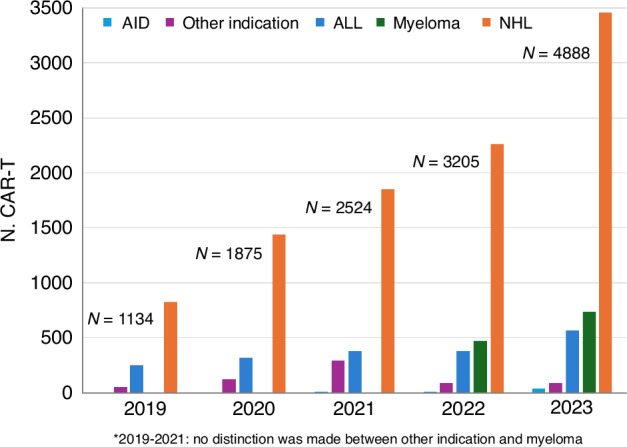 AID Other indication ALL Myeloma NHL
N. CAR-T
3500
3000
2500
2000
1500
1000
500
0
N = 1134
N = 1875
N = 2524
N = 3205
N = 4888
2019 2020 2021 2022 2023
*2019-2021: no distinction was made between other indication and myeloma